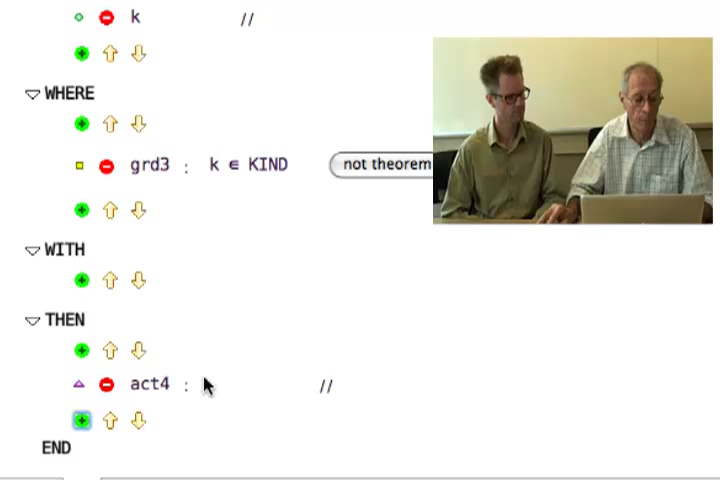 k //
WHERE
grd3 : k ∈ KIND not theorem
WITH
THEN
act4 : //
END